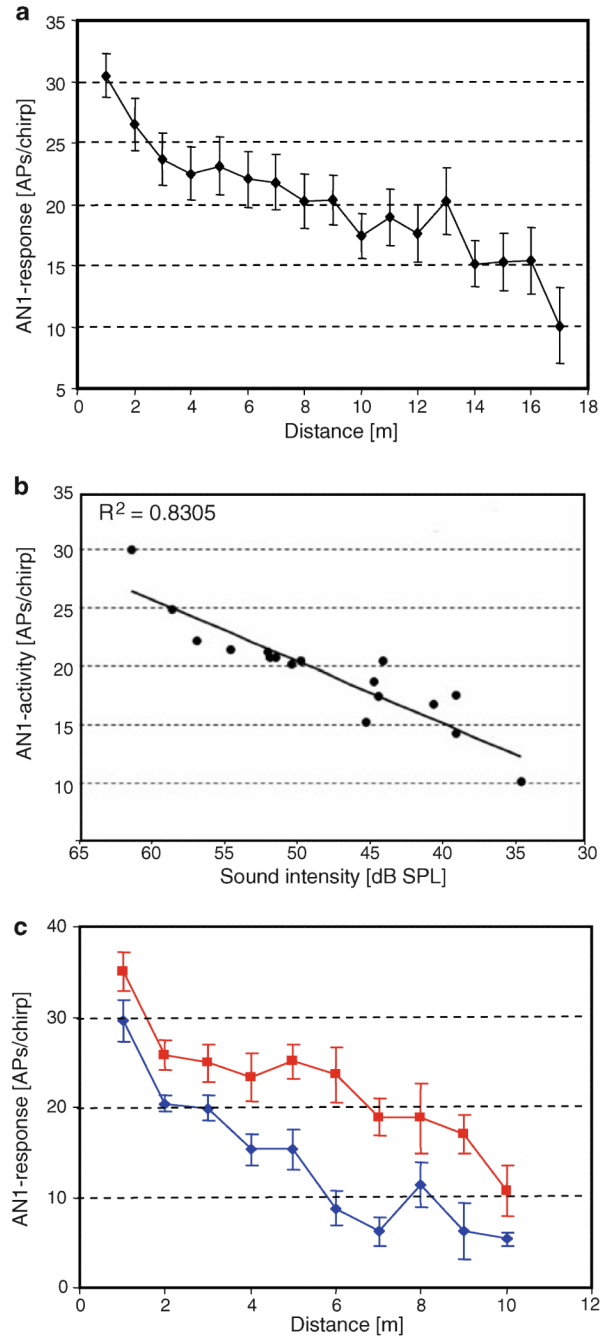 a
AN1-response [APs/chirp]
35
30
25
20
15
10
5
0 2 4 6 8 10 12 14 16 18
Distance [m]
b
R² = 0.8305
AN1-activity [APs/chirp]
35
30
25
20
15
10
65 60 55 50 45 40 35 30
Sound intensity [dB SPL]
c
AN1-response [APs/chirp]
40
30
20
10
0
0 2 4 6 8 10 12
Distance [m]